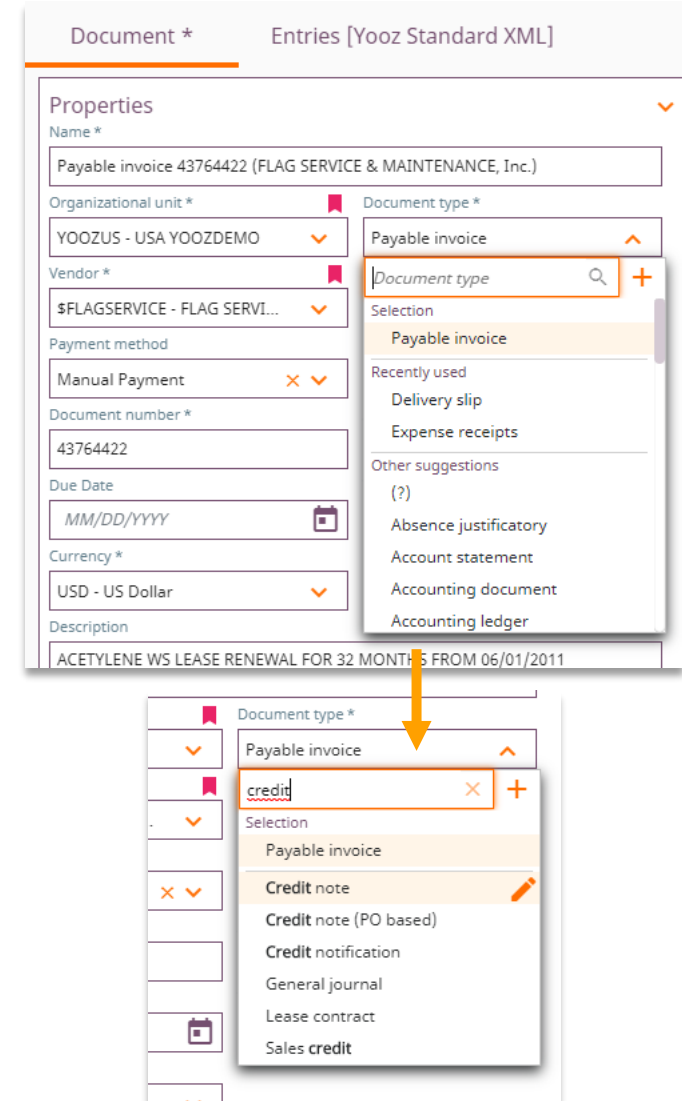 Document *
Entries [Yooz Standard XML]
Properties
Name *
Payable invoice 43764422 (FLAG SERVICE & MAINTENANCE, Inc.)
Organizational unit *
Document type *
YOOZUS - USA YOOZDEMO
Payable invoice
Vendor *
Document type
$FLAGSERVICE - FLAG SERVI...
Selection
Payable invoice
Payment method
Recently used
Manual Payment
Delivery slip
Document number *
Expense receipts
43764422
Other suggestions
Due Date
(?)
MM/DD/YYYY
Absence justificatory
Currency *
Account statement
USD - US Dollar
Accounting document
Description
Accounting ledger
ACETYLENE WS LEASE RENEWAL FOR 32 MONTHS FROM 06/01/2011
Document type *
Payable invoice
credit
Selection
Payable invoice
Credit note
Credit note (PO based)
Credit notification
General journal
Lease contract
Sales credit